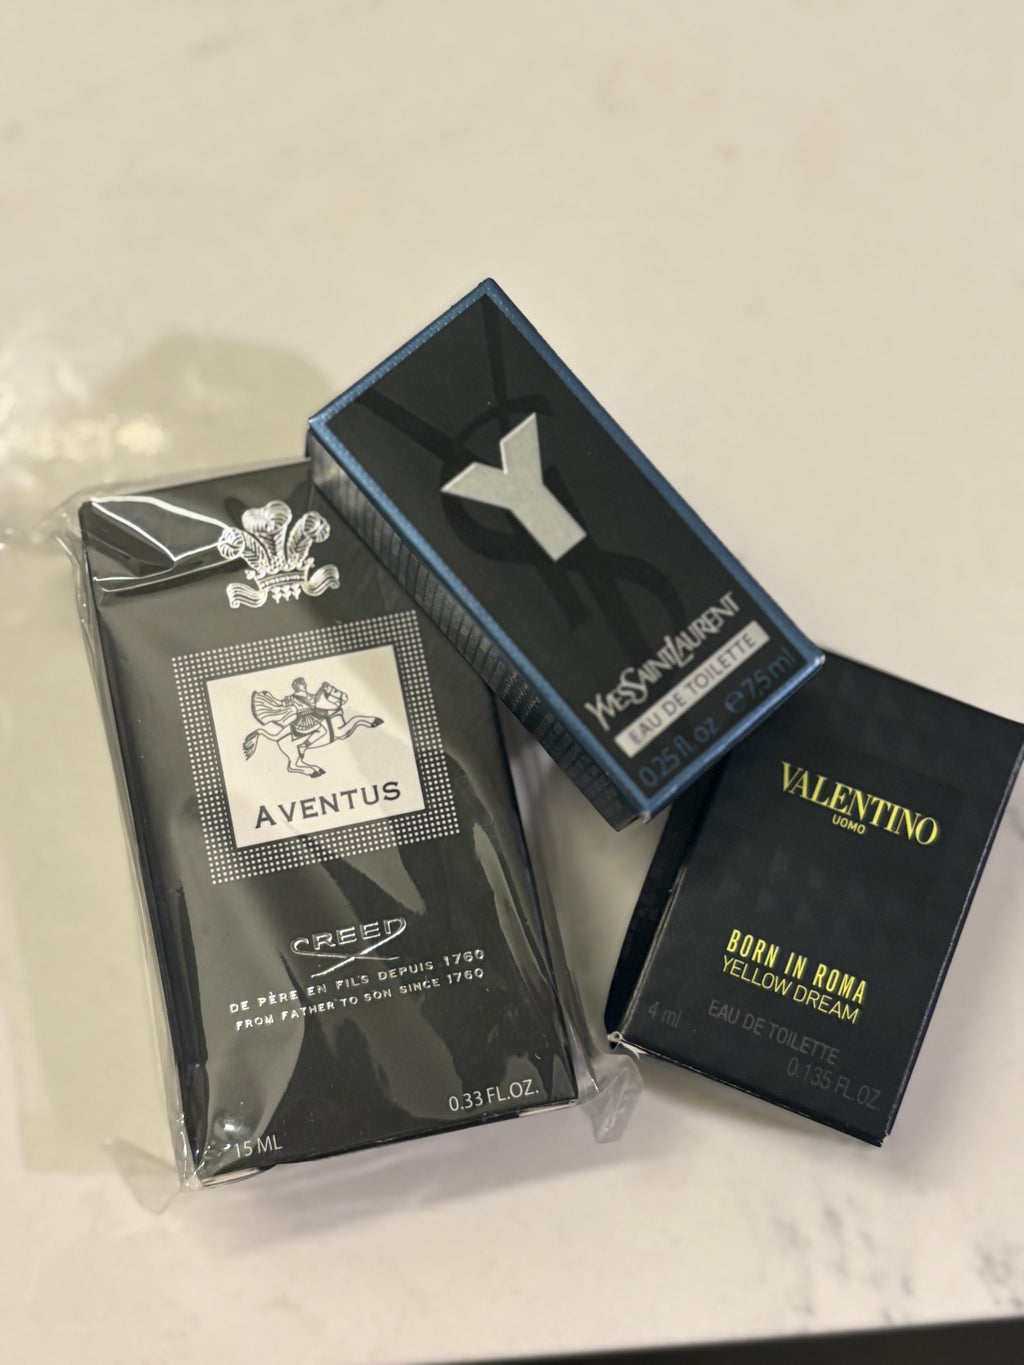 AVENTUS
CREED
DE PÈRE EN FILS DEPUIS 1760
FROM FATHER TO SON SINCE 1760
15 ML
0.33 FL.OZ.
Y
YVESSAINTLAURENT
EAU DE TOILETTE
0.25 fl. oz ℮ 7,5 ml
VALENTINO
UOMO
BORN IN ROMA
YELLOW DREAM
EAU DE TOILETTE
4 ml
0.135 FL.OZ.